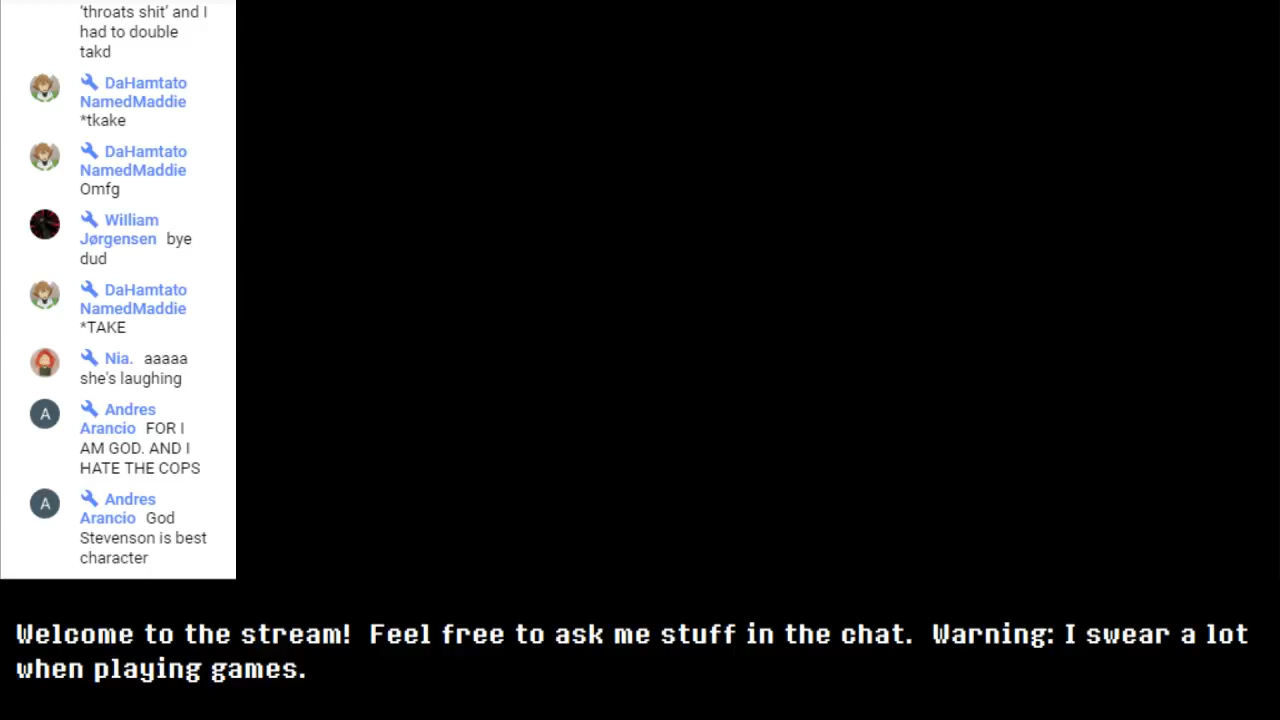 'throats shit' and I
had to double
takd
DaHamtato
NamedMaddie
*tkake
DaHamtato
NamedMaddie
Omfg
William
Jørgensen bye
dud
DaHamtato
NamedMaddie
*TAKE
Nia. aaaaa
she's laughing
A
Andres
Arancio FOR I
AM GOD. AND I
HATE THE COPS
A
Andres
Arancio God
Stevenson is best
character
Welcome to the stream! Feel free to ask me stuff in the chat. Warning: I swear a lot
when playing games.